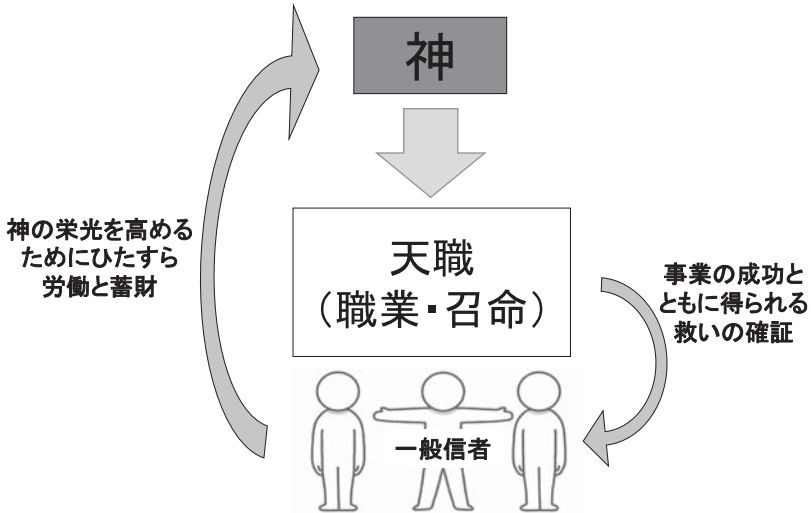 神
天職
（職業・召命）
神の栄光を高める
ためにひたすら
労働と蓄財
事業の成功と
ともに得られる
救いの確証
一般信者